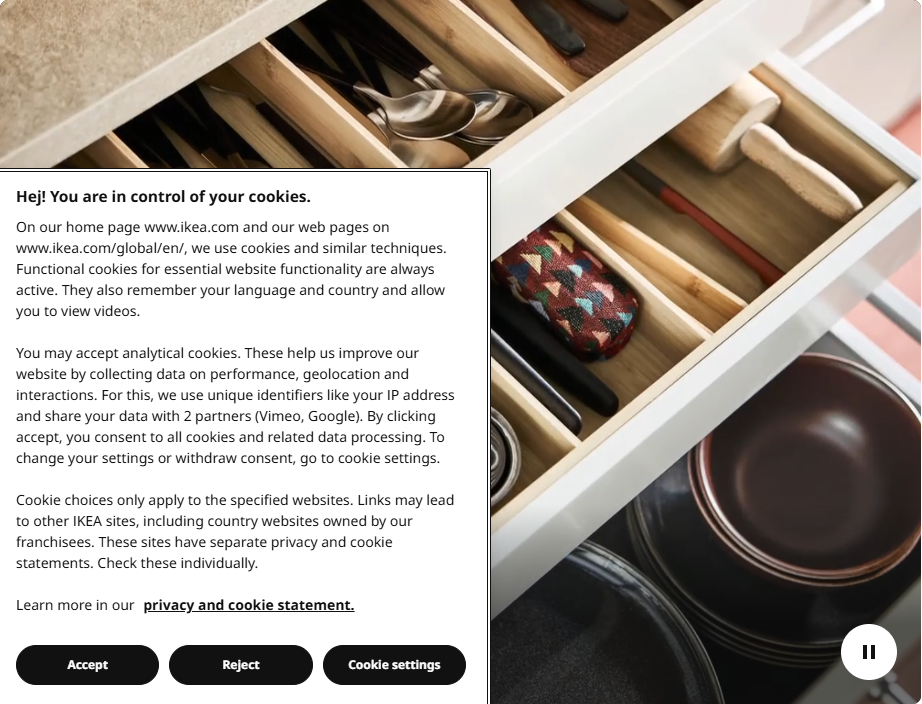 Hej! You are in control of your cookies.
On our home page www.ikea.com and our web pages on
www.ikea.com/global/en/, we use cookies and similar techniques.
Functional cookies for essential website functionality are always
active. They also remember your language and country and allow
you to view videos.
You may accept analytical cookies. These help us improve our
website by collecting data on performance, geolocation and
interactions. For this, we use unique identifiers like your IP address
and share your data with 2 partners (Vimeo, Google). By clicking
accept, you consent to all cookies and related data processing. To
change your settings or withdraw consent, go to cookie settings.
Cookie choices only apply to the specified websites. Links may lead
to other IKEA sites, including country websites owned by our
franchisees. These sites have separate privacy and cookie
statements. Check these individually.
Learn more in our privacy and cookie statement.
Accept Reject Cookie settings